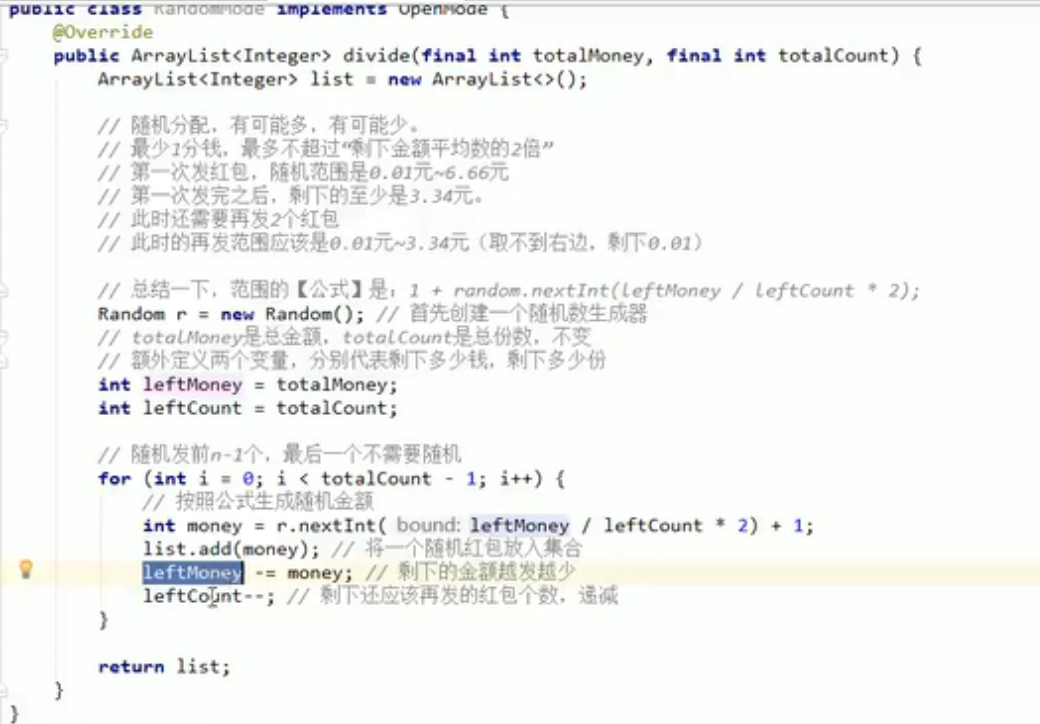 public class RandomMode implements OpenMode {
@Override
public ArrayList<Integer> divide(final int totalMoney, final int totalCount) {
ArrayList<Integer> list = new ArrayList<>();
// 随机分配，有可能多，有可能少。
// 最少1分钱，最多不超过“剩下金额平均数的2倍”
// 第一次发红包，随机范围是0.01元~6.66元
// 第一次发完之后，剩下的至少是3.34元。
// 此时还需要再发2个红包
// 此时的再发范围应该是0.01元~3.34元（取不到右边，剩下0.01）
// 总结一下，范围的【公式】是：1 + random.nextInt(leftMoney / leftCount * 2);
Random r = new Random(); // 首先创建一个随机数生成器
// totalMoney是总金额，totalCount是总份数，不变
// 额外定义两个变量，分别代表剩下多少钱，剩下多少份
int leftMoney = totalMoney;
int leftCount = totalCount;
// 随机发前n-1个，最后一个不需要随机
for (int i = 0; i < totalCount - 1; i++) {
// 按照公式生成随机金额
int money = r.nextInt( bound: leftMoney / leftCount * 2) + 1;
list.add(money); // 将一个随机红包放入集合
leftMoney -= money; // 剩下的金额越发越少
leftCount--; // 剩下还应该再发的红包个数，递减
}
return list;
}
}